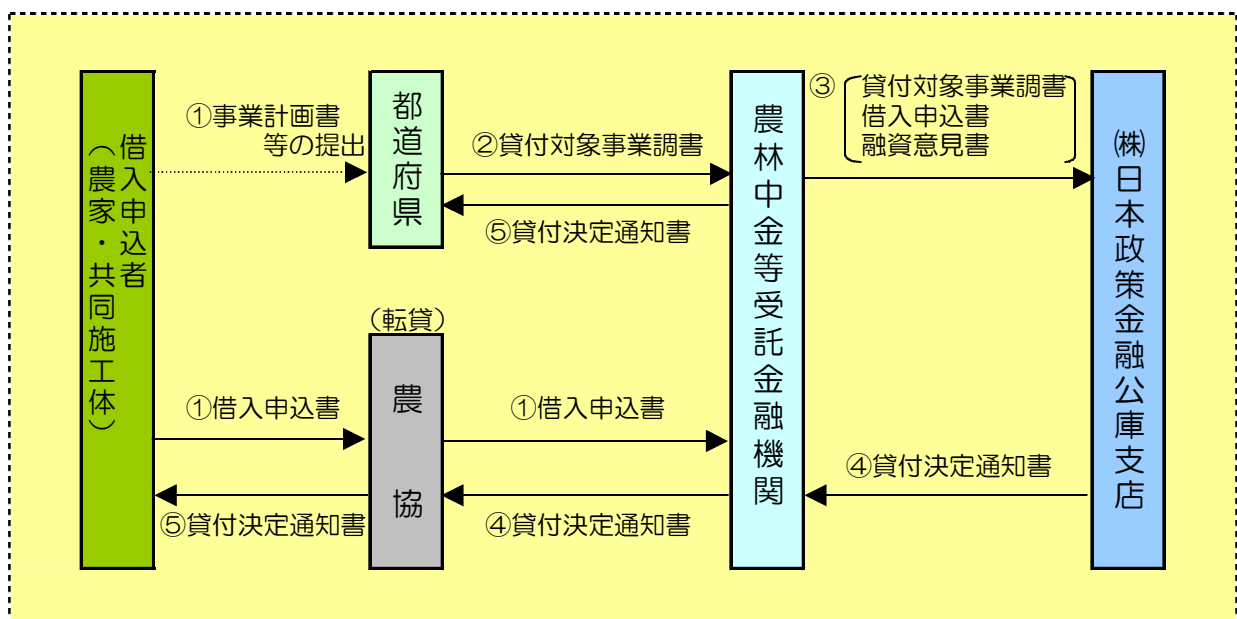 借入申込者
（農家・共同施工体）
①事業計画書
等の提出
都道府県
②貸付対象事業調書
⑤貸付決定通知書
農林中金等受託金融機関
③
貸付対象事業調書
借入申込書
融資意見書
㈱日本政策金融公庫支店
（転貸）
農協
①借入申込書
①借入申込書
④貸付決定通知書
⑤貸付決定通知書
④貸付決定通知書